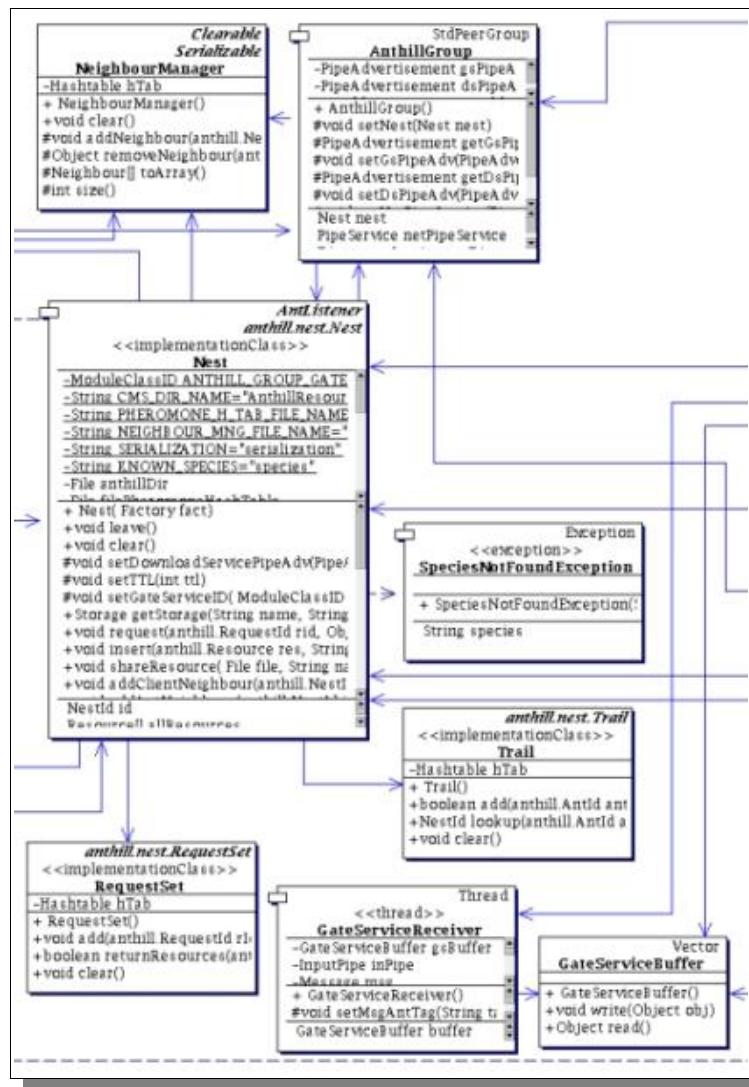 Clearable
Serializable
NeighbourManager
-Hashtable hTab
+ NeighbourManager()
+void clear()
#void addNeighbour(anthill.Ne
#Object removeNeighbour(ant
#Neighbour[] toArray()
#int size()
StdPeerGroup
AnthillGroup
-PipeAdvertisement gsPipeA
-PipeAdvertisement dsPipeA
+ AnthillGroup()
#void setNest(Nest nest)
#PipeAdvertisement getGsPip
#void setGsPipeAdv(PipeAdv
#PipeAdvertisement getDsPip
#void setDsPipeAdv(PipeAdv
Nest nest
PipeService netPipeService
AntListener
anthill.nest.Nest
<<implementationClass>>
Nest
-ModuleClassID ANTHILL_GROUP_GATE
-String CMS_DIR_NAME="AnthillResour
-String PHEROMONE_H_TAB_FILE_NAME
-String NEIGHBOUR_MNG_FILE_NAME="
-String SERIALIZATION="serialization"
-String KNOWN_SPECIES="species"
-File anthillDir
+ Nest( Factory fact)
+void leave()
+void clear()
#void setDownloadServicePipeAdv(PipeA
#void setTTL(int ttl)
#void setGateServiceID( ModuleClassID
+Storage getStorage(String name, String
+void request(anthill.RequestId rid, Obj
+void insert(anthill.Resource res, String
+void shareResource( File file, String na
+void addClientNeighbour(anthill.NestI
NestId id
Resource[] allResources
Exception
<<exception>>
SpeciesNotFoundException
+ SpeciesNotFoundException(S
String species
anthill.nest.Trail
<<implementationClass>>
Trail
-Hashtable hTab
+ Trail()
+boolean add(anthill.AntId ant
+NestId lookup(anthill.AntId a
+void clear()
anthill.nest.RequestSet
<<implementationClass>>
RequestSet
-Hashtable hTab
+ RequestSet()
+void add(anthill.RequestId rI
+boolean returnResources(ant
+void clear()
Thread
<<thread>>
GateServiceReceiver
-GateServiceBuffer gsBuffer
-InputPipe inPipe
-Message msg
+ GateServiceReceiver()
#void setMsgAntTag(String ta
GateServiceBuffer buffer
Vector
GateServiceBuffer
+ GateServiceBuffer()
+void write(Object obj)
+Object read()